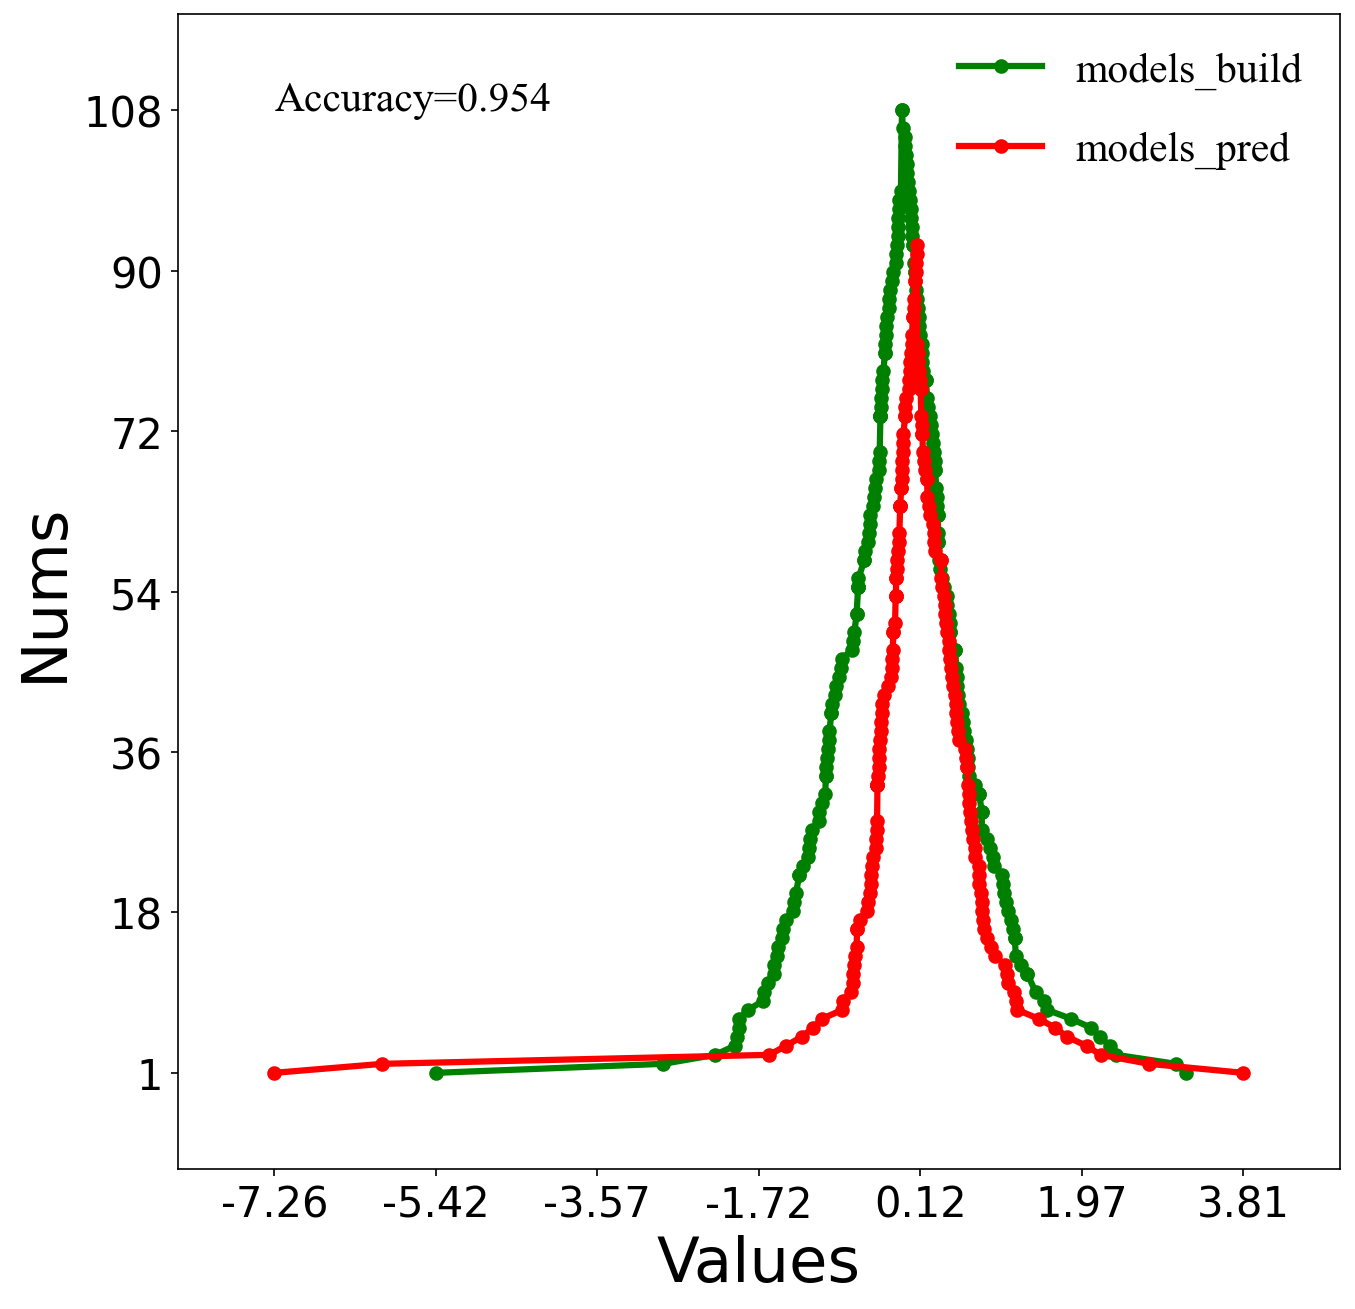 Accuracy=0.954
models_build
models_pred
108
90
72
54
36
18
1
Nums
-7.26 -5.42 -3.57 -1.72 0.12 1.97 3.81
Values